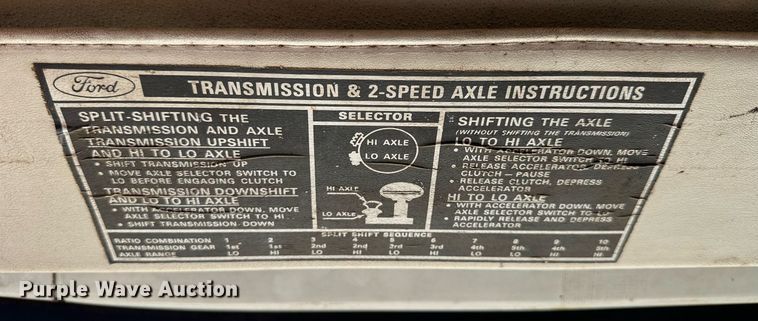 Ford
TRANSMISSION & 2-SPEED AXLE INSTRUCTIONS
SPLIT-SHIFTING THE
TRANSMISSION AND AXLE
TRANSMISSION UPSHIFT
AND HI TO LO AXLE
• SHIFT TRANSMISSION UP
• MOVE AXLE SELECTOR SWITCH TO
LO BEFORE ENGAGING CLUTCH
TRANSMISSION DOWNSHIFT
AND LO TO HI AXLE
• WITH ACCELERATOR DOWN, MOVE
AXLE SELECTOR SWITCH TO HI
• SHIFT TRANSMISSION DOWN
SELECTOR
HI AXLE
LO AXLE
HI AXLE
LO AXLE
SHIFTING THE AXLE
(WITHOUT SHIFTING THE TRANSMISSION)
LO TO HI AXLE
• WITH ACCELERATOR DOWN, MOVE
AXLE SELECTOR SWITCH TO HI
• RELEASE ACCELERATOR, DEPRESS
CLUTCH — PAUSE
• RELEASE CLUTCH, DEPRESS
ACCELERATOR
HI TO LO AXLE
• WITH ACCELERATOR DOWN, MOVE
AXLE SELECTOR SWITCH TO LO
• RAPIDLY RELEASE AND DEPRESS
ACCELERATOR
SPLIT SHIFT SEQUENCE
RATIO COMBINATION 1 2 3 4 5 6 7 8 9 10
TRANSMISSION GEAR 1st 1st 2nd 2nd 3rd 3rd 4th 5th 4th 5th
AXLE RANGE LO HI LO HI LO HI LO LO HI HI
Purple Wave Auction